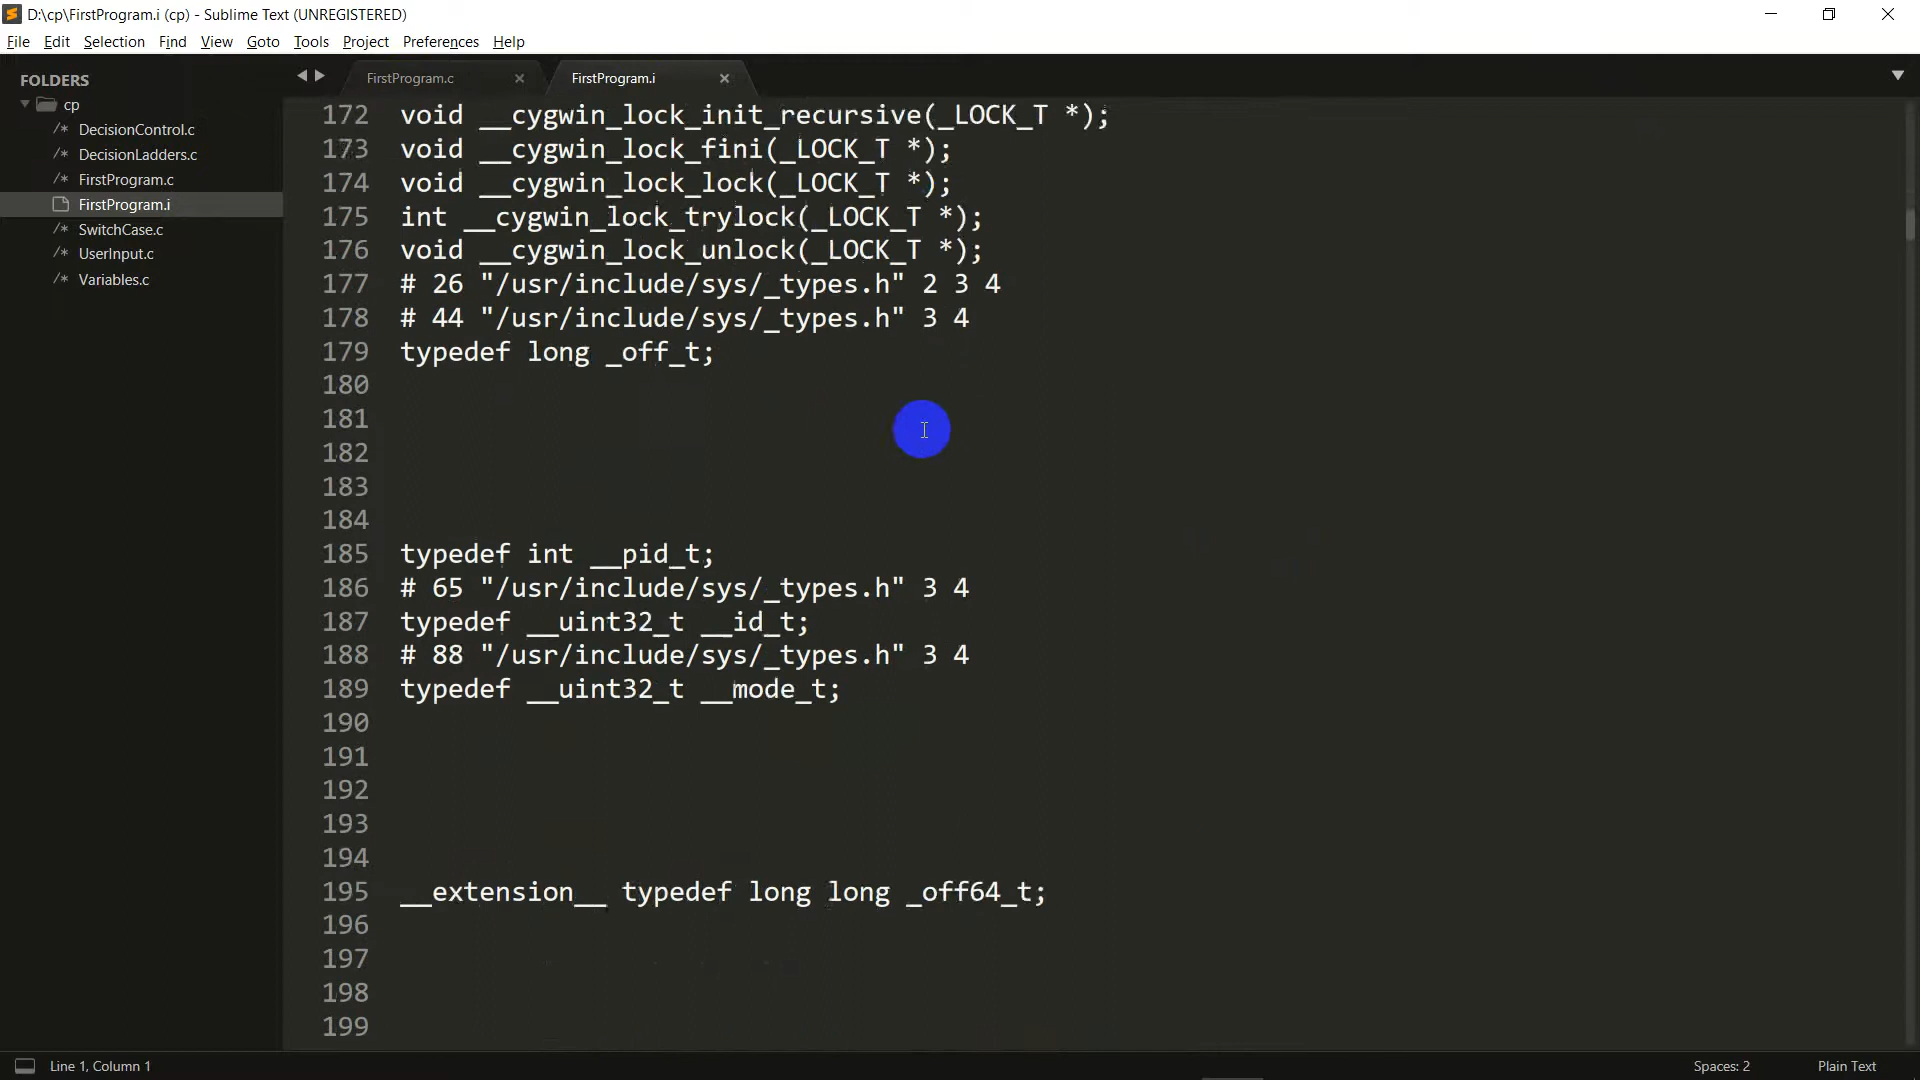 D:\cp\FirstProgram.i (cp) - Sublime Text (UNREGISTERED)
File Edit Selection Find View Goto Tools Project Preferences Help
FOLDERS
cp
/* DecisionControl.c
/* DecisionLadders.c
/* FirstProgram.c
FirstProgram.i
/* SwitchCase.c
/* UserInput.c
/* Variables.c
FirstProgram.c FirstProgram.i
172 void __cygwin_lock_init_recursive(_LOCK_T *);
173 void __cygwin_lock_fini(_LOCK_T *);
174 void __cygwin_lock_lock(_LOCK_T *);
175 int __cygwin_lock_trylock(_LOCK_T *);
176 void __cygwin_lock_unlock(_LOCK_T *);
177 # 26 "/usr/include/sys/_types.h" 2 3 4
178 # 44 "/usr/include/sys/_types.h" 3 4
179 typedef long _off_t;
180
181
182
183
184
185 typedef int __pid_t;
186 # 65 "/usr/include/sys/_types.h" 3 4
187 typedef __uint32_t __id_t;
188 # 88 "/usr/include/sys/_types.h" 3 4
189 typedef __uint32_t __mode_t;
190
191
192
193
194
195 __extension__ typedef long long _off64_t;
196
197
198
199
Line 1, Column 1 Spaces: 2 Plain Text